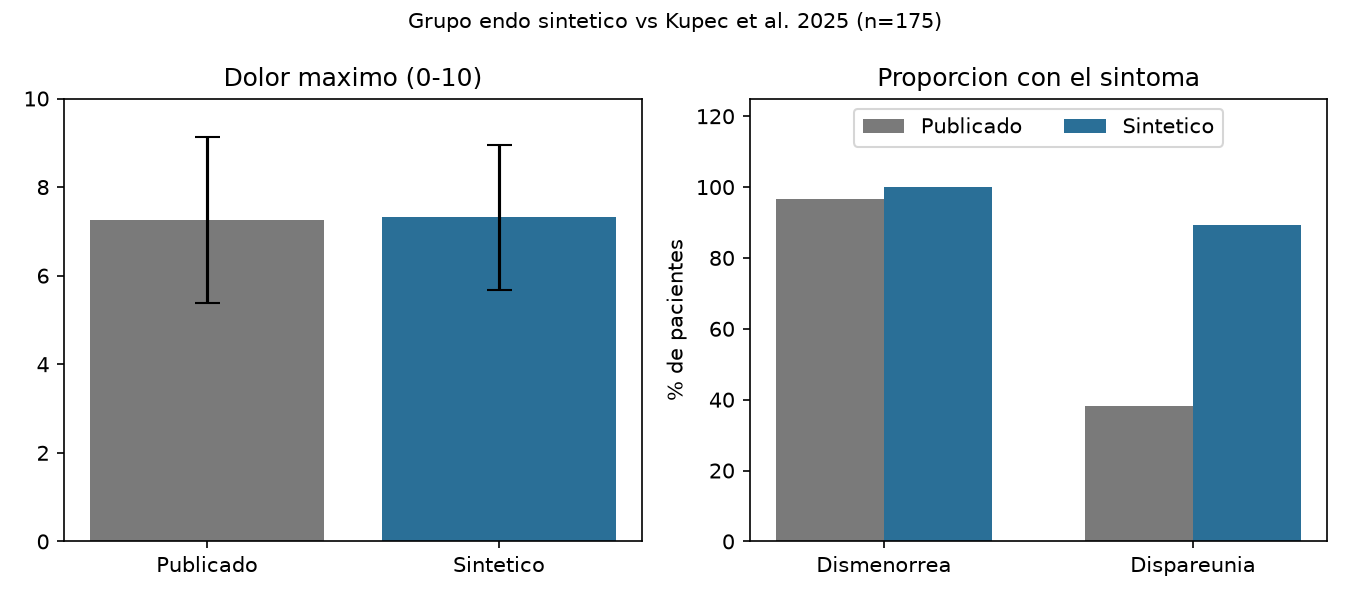 Grupo endo sintetico vs Kupec et al. 2025 (n=175)
Dolor maximo (0-10)
10
8
6
4
2
0
Publicado
Sintetico
Proporcion con el sintoma
Publicado
Sintetico
% de pacientes
120
100
80
60
40
20
0
Dismenorrea
Dispareunia